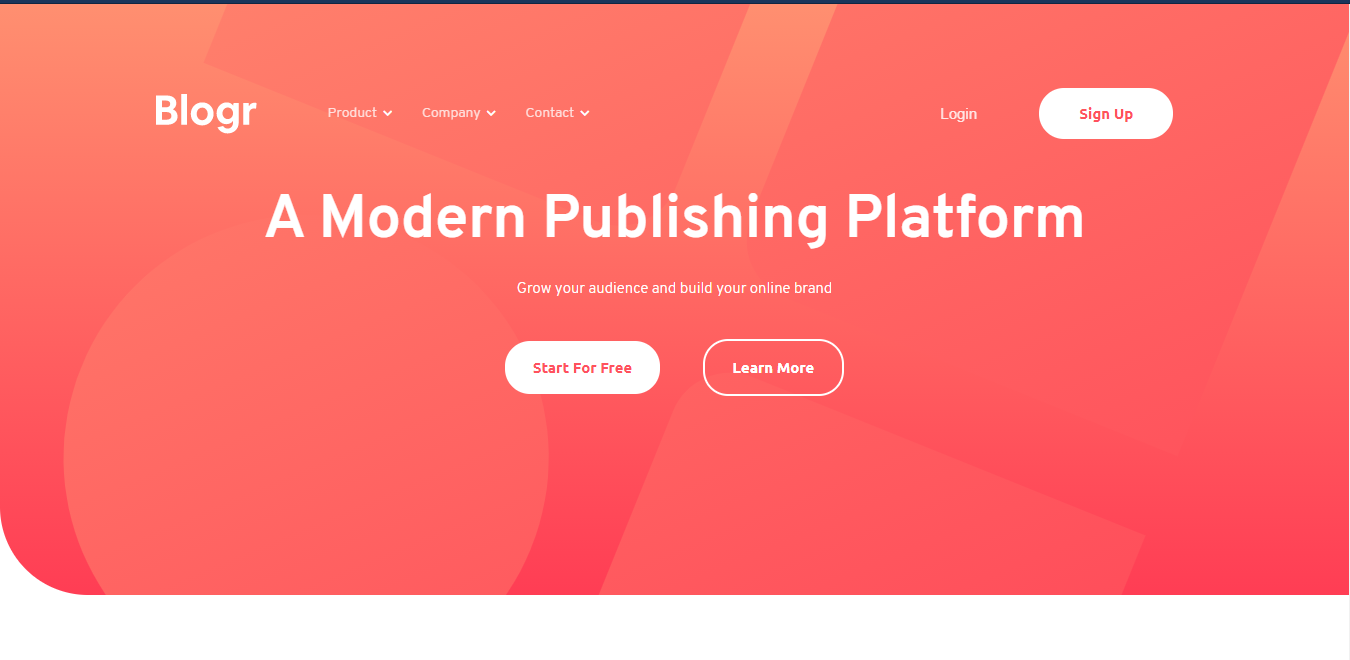 Blogr Product Company Contact Login Sign Up
A Modern Publishing Platform
Grow your audience and build your online brand
Start For Free Learn More